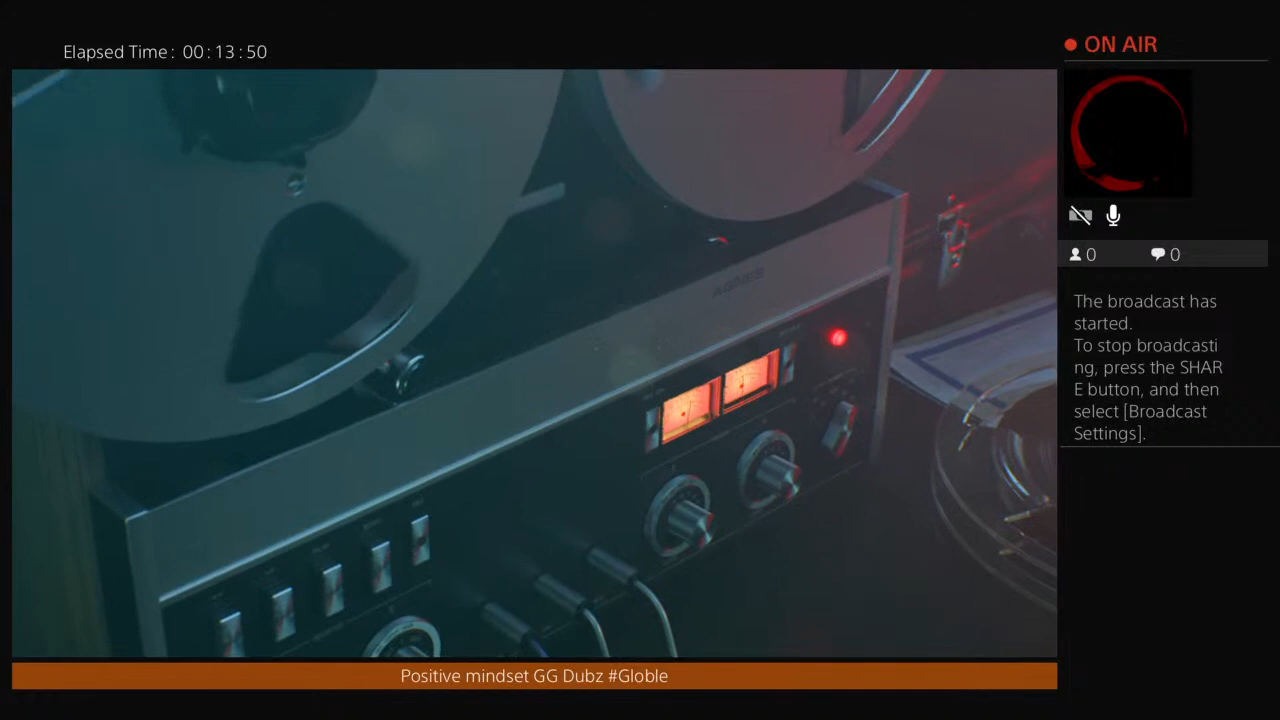 Elapsed Time: 00:13:50
ON AIR
0
0
The broadcast has
started.
To stop broadcasti
ng, press the SHAR
E button, and then
select [Broadcast
Settings].
Positive mindset GG Dubz #Globle